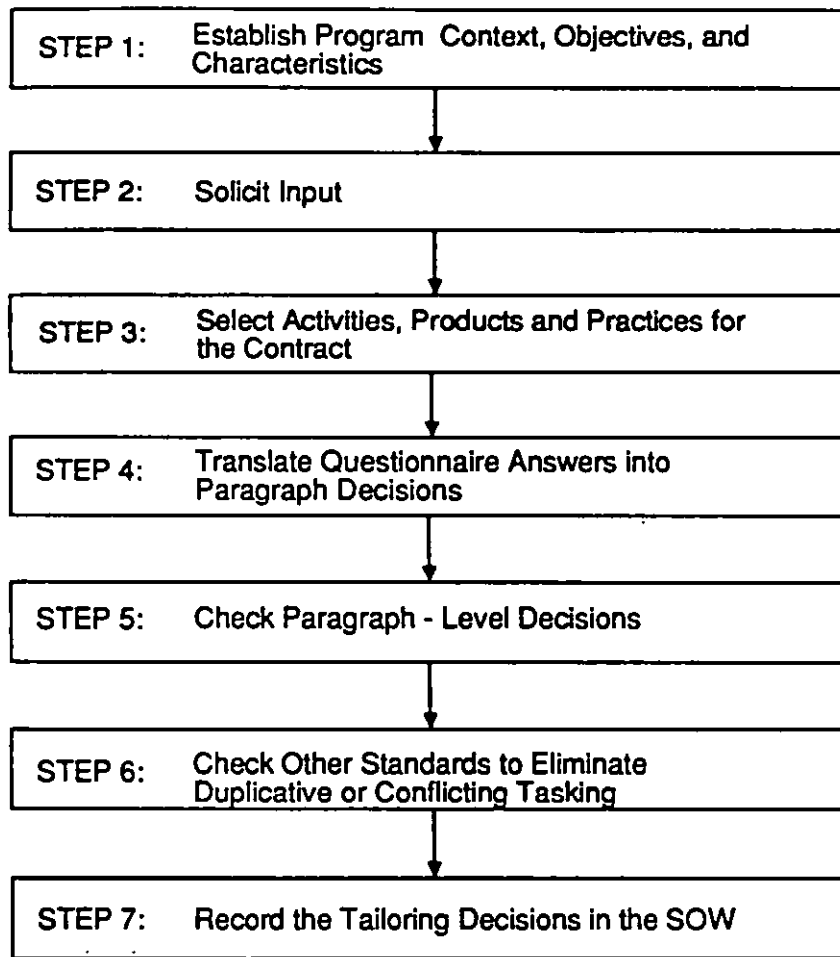 STEP 1: Establish Program Context, Objectives, and
Characteristics
STEP 2: Solicit Input
STEP 3: Select Activities, Products and Practices for
the Contract
STEP 4: Translate Questionnaire Answers into
Paragraph Decisions
STEP 5: Check Paragraph - Level Decisions
STEP 6: Check Other Standards to Eliminate
Duplicative or Conflicting Tasking
STEP 7: Record the Tailoring Decisions in the SOW